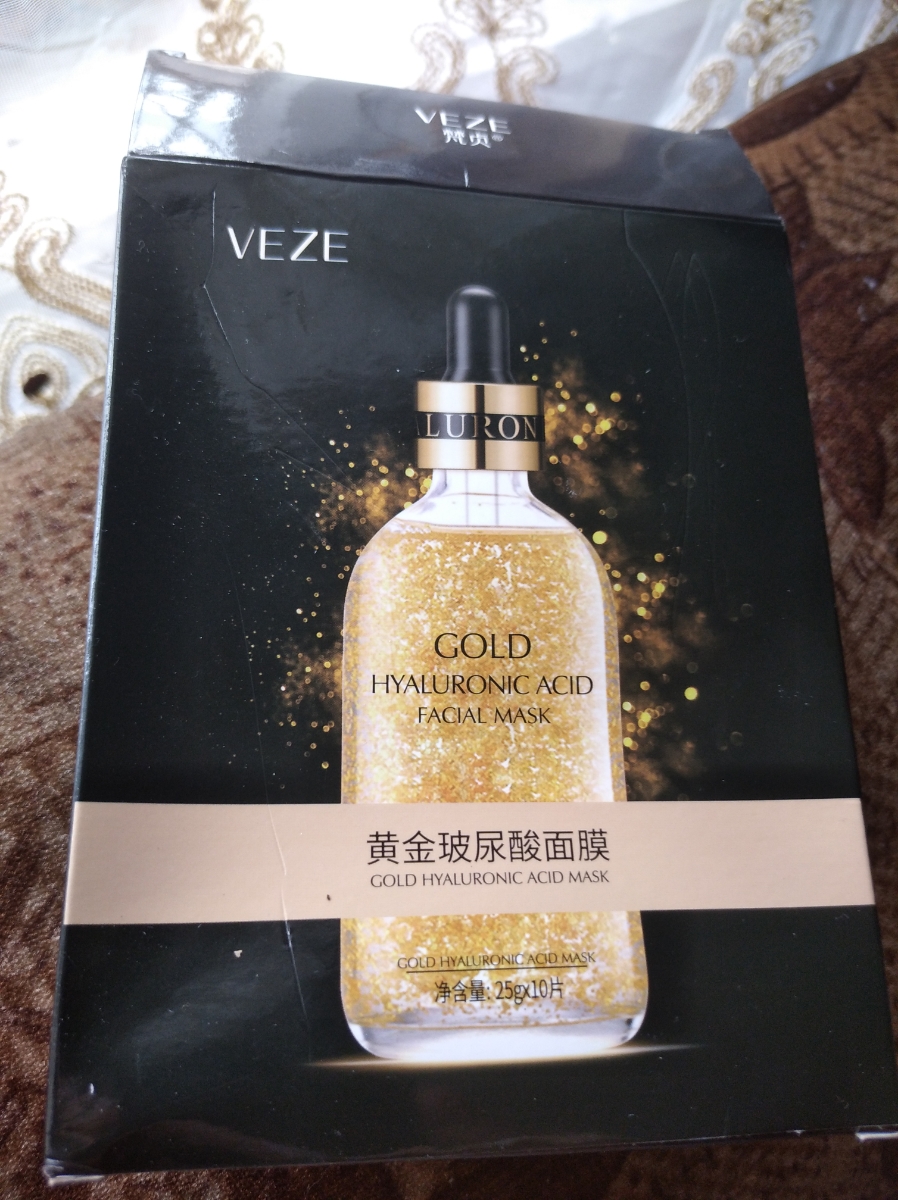 VEZE
梵贞®
VEZE
LURON
GOLD
HYALURONIC ACID
FACIAL MASK
黄金玻尿酸面膜
GOLD HYALURONIC ACID MASK
GOLD HYALURONIC ACID MASK
净含量: 25gx10片